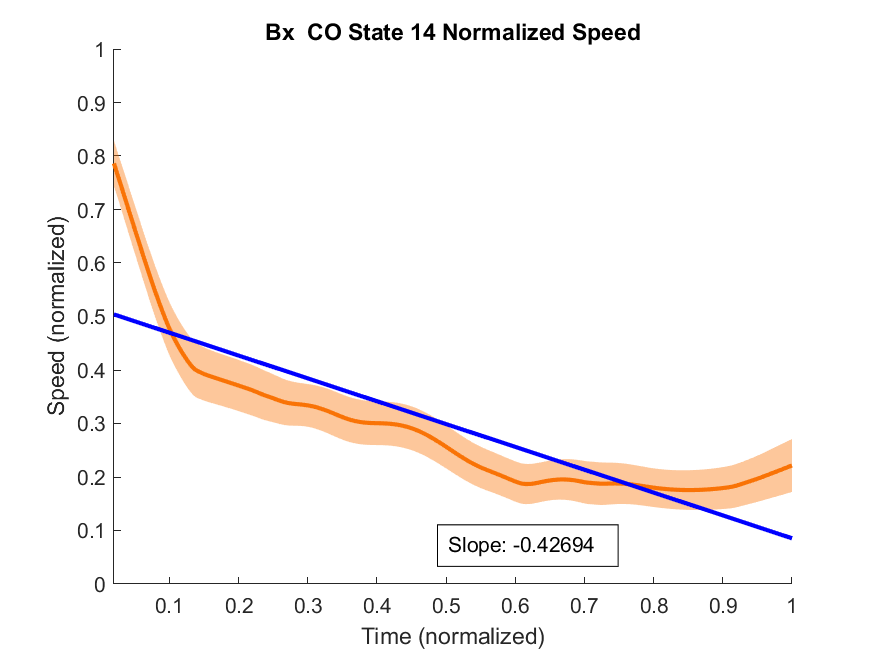 Bx  CO State 14 Normalized Speed
1
0.9
0.8
0.7
0.6
0.5
0.4
0.3
0.2
0.1
0
Speed (normalized)
Slope: -0.42694
0.1 0.2 0.3 0.4 0.5 0.6 0.7 0.8 0.9 1
Time (normalized)